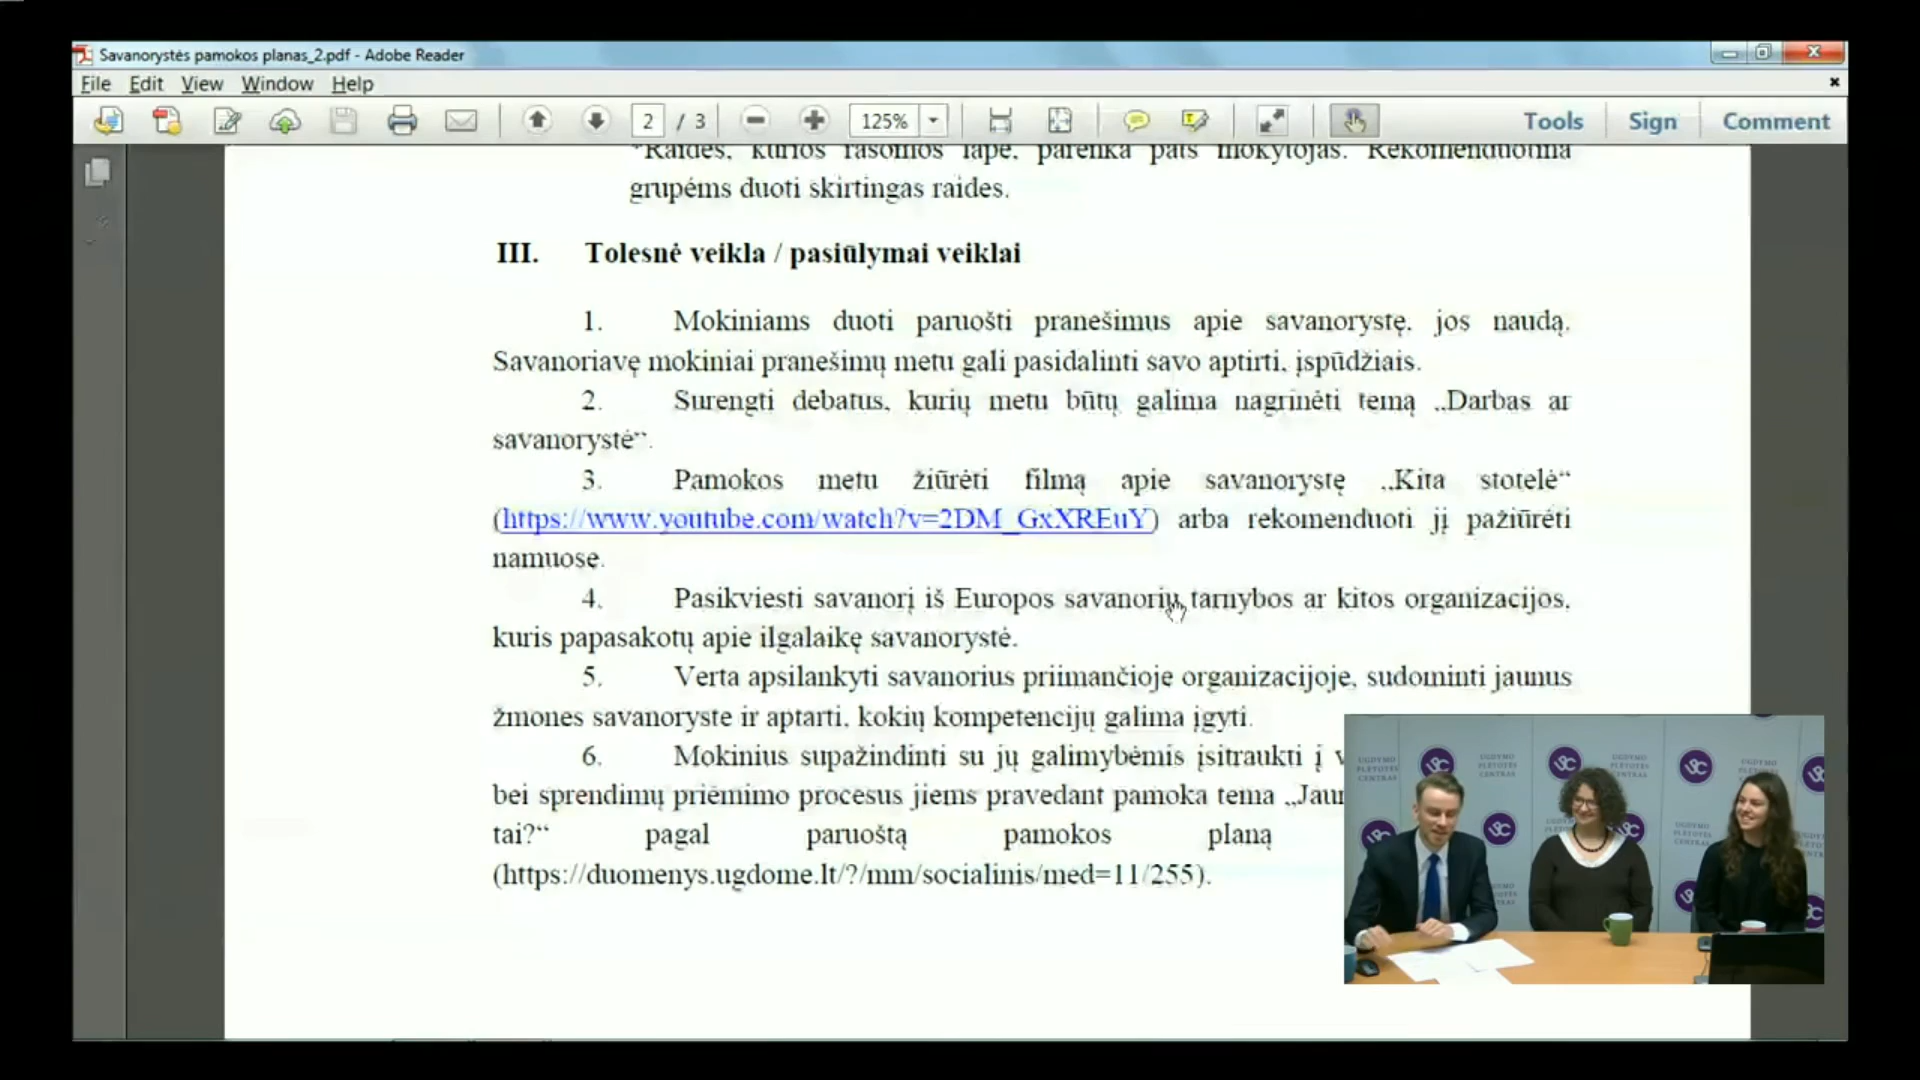 Savanorystės pamokos planas_2.pdf - Adobe Reader
File Edit View Window Help
2 / 3 125% Tools Sign Comment
*Raidės, kurios rašomos lape, parenka pats mokytojas. Rekomenduotina
grupėms duoti skirtingas raides.
III. Tolesnė veikla / pasiūlymai veiklai
1. Mokiniams duoti paruošti pranešimus apie savanorystę, jos naudą.
Savanoriavę mokiniai pranešimų metu gali pasidalinti savo aptirti, įspūdžiais.
2. Surengti debatus, kurių metu būtų galima nagrinėti temą „Darbas ar
savanorystė“.
3. Pamokos metu žiūrėti filmą apie savanorystę „Kita stotelė“
(https://www.youtube.com/watch?v=2DM_GxXREuY) arba rekomenduoti jį pažiūrėti
namuose.
4. Pasikviesti savanorį iš Europos savanorių tarnybos ar kitos organizacijos,
kuris papasakotų apie ilgalaikę savanorystė.
5. Verta apsilankyti savanorius priimančioje organizacijoje, sudominti jaunus
žmones savanoryste ir aptarti, kokių kompetencijų galima įgyti.
6. Mokinius supažindinti su jų galimybėmis įsitraukti į v
bei sprendimų priėmimo procesus jiems pravedant pamoka tema „Jaun
tai?“ pagal paruoštą pamokos planą
(https://duomenys.ugdome.lt/?/mm/socialinis/med=11/255).
UGDYMO
PLĖTOTĖS
CENTRAS